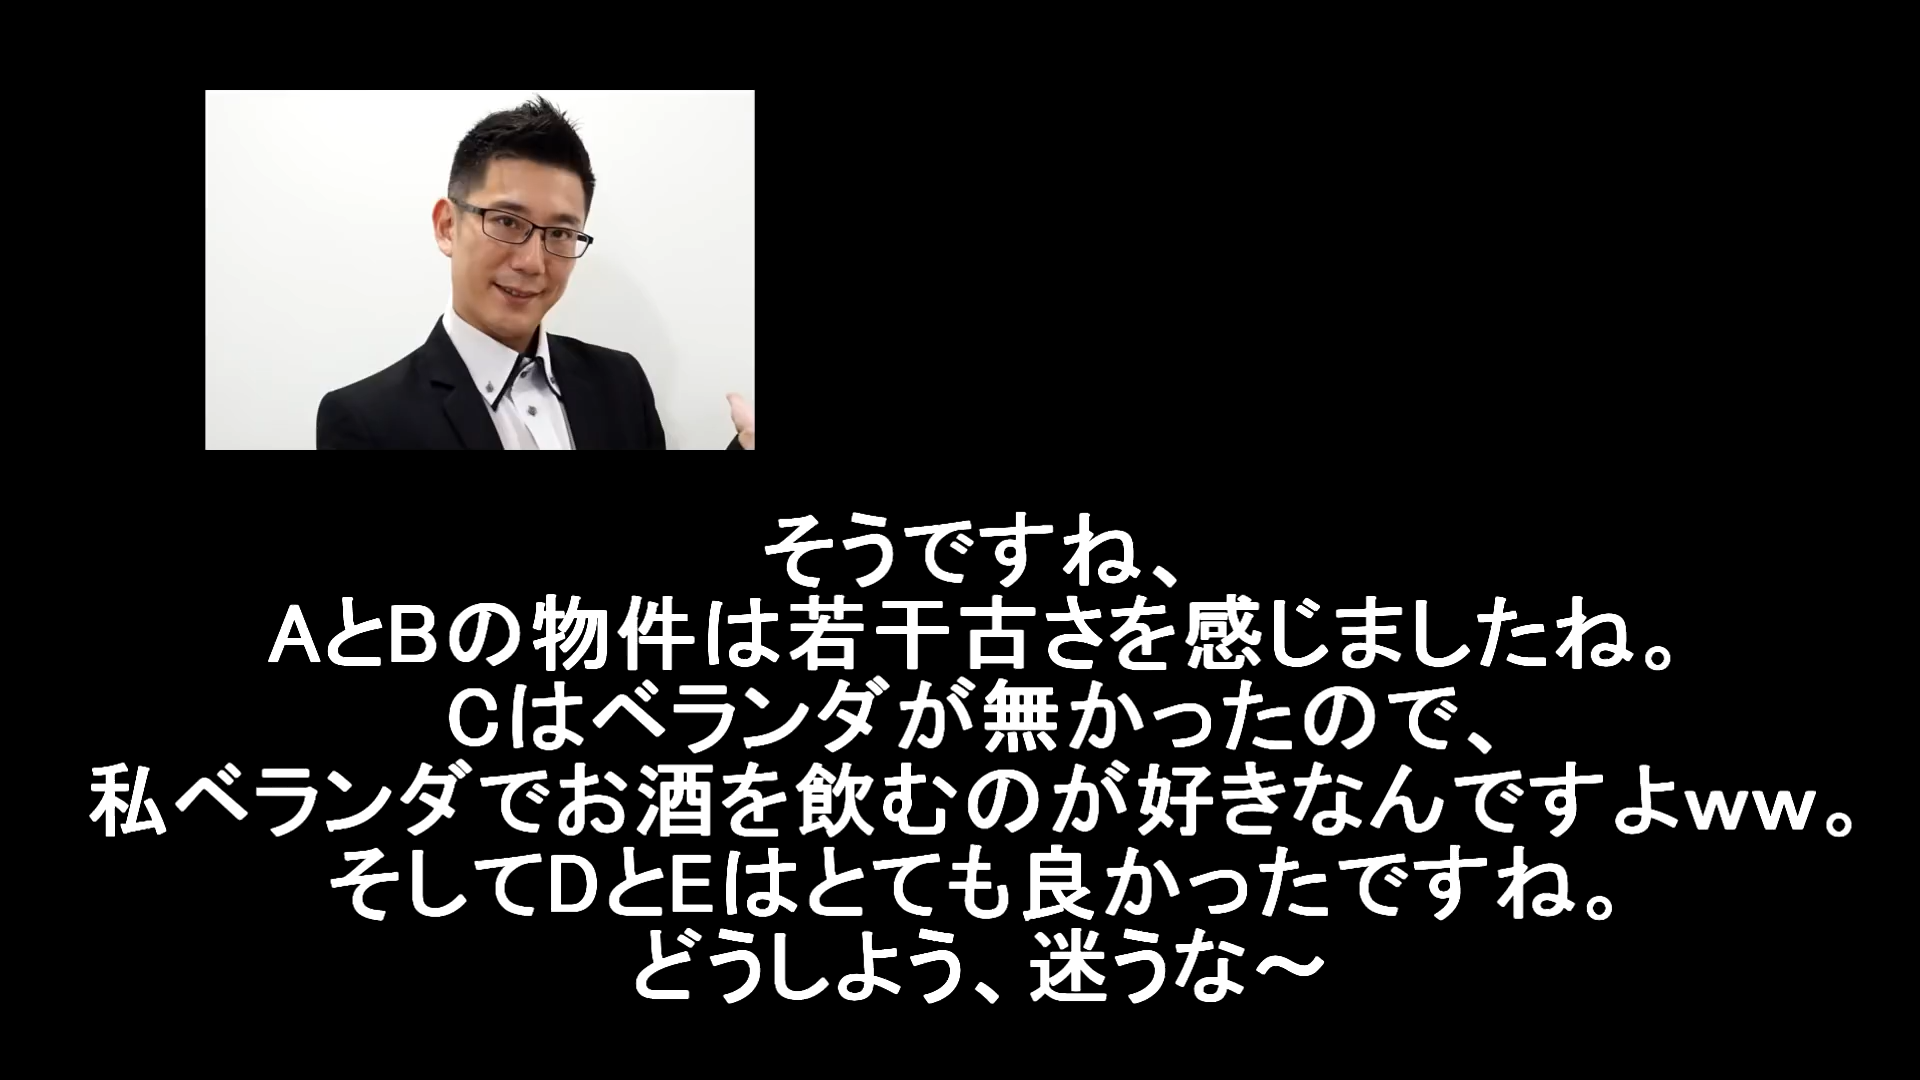 そうですね、
AとBの物件は若干古さを感じましたね。
Cはベランダが無かったので、
私ベランダでお酒を飲むのが好きなんですよww。
そしてDとEはとても良かったですね。
どうしよう、迷うな～